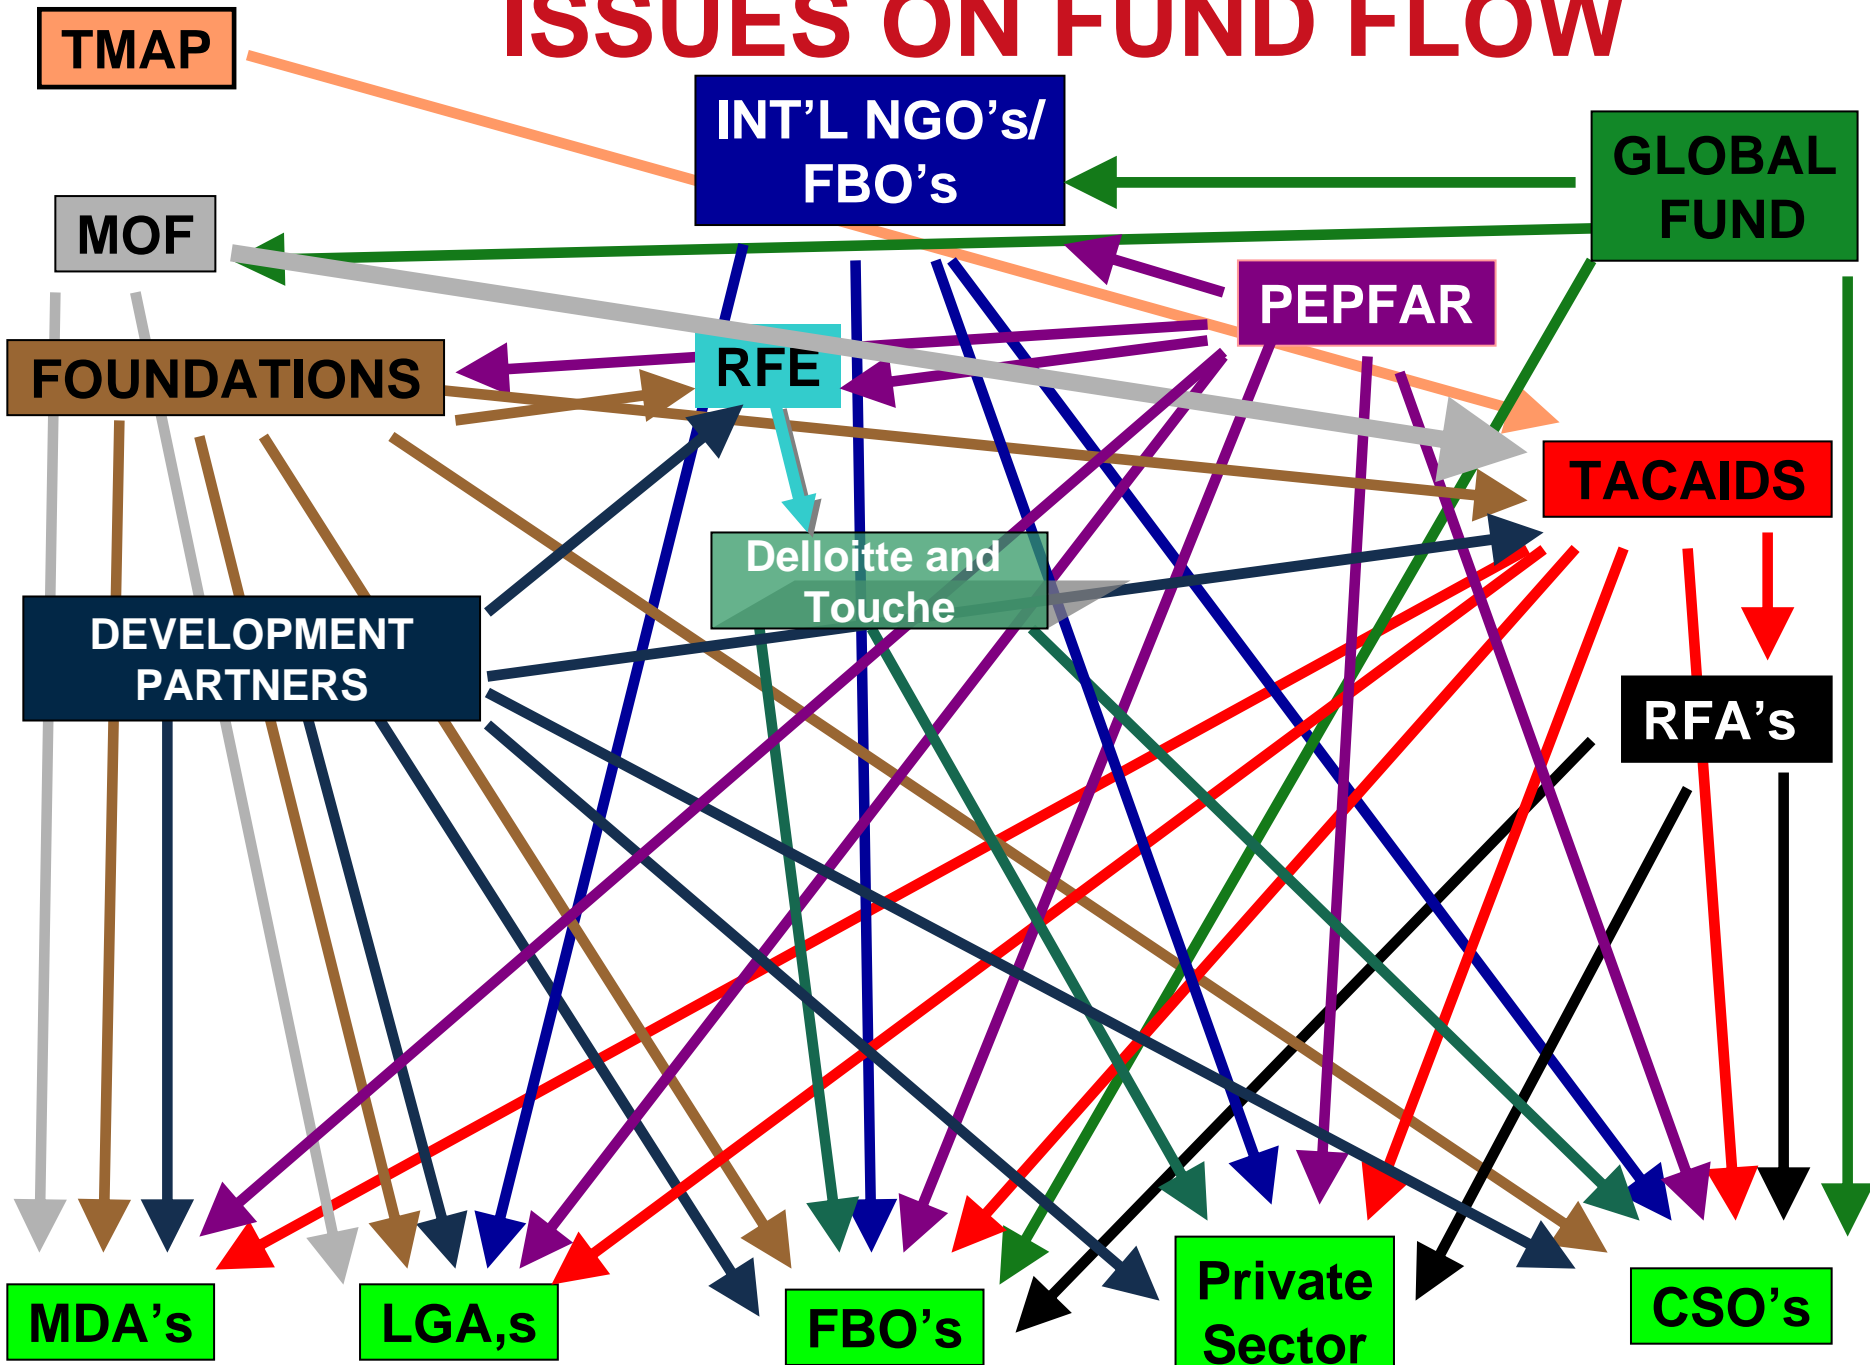 ISSUES ON FUND FLOW
TMAP
INT’L NGO’s/
FBO’s
GLOBAL
FUND
MOF
PEPFAR
FOUNDATIONS
RFE
TACAIDS
Delloitte and
Touche
DEVELOPMENT
PARTNERS
RFA’s
MDA’s
LGA,s
FBO’s
Private
Sector
CSO’s